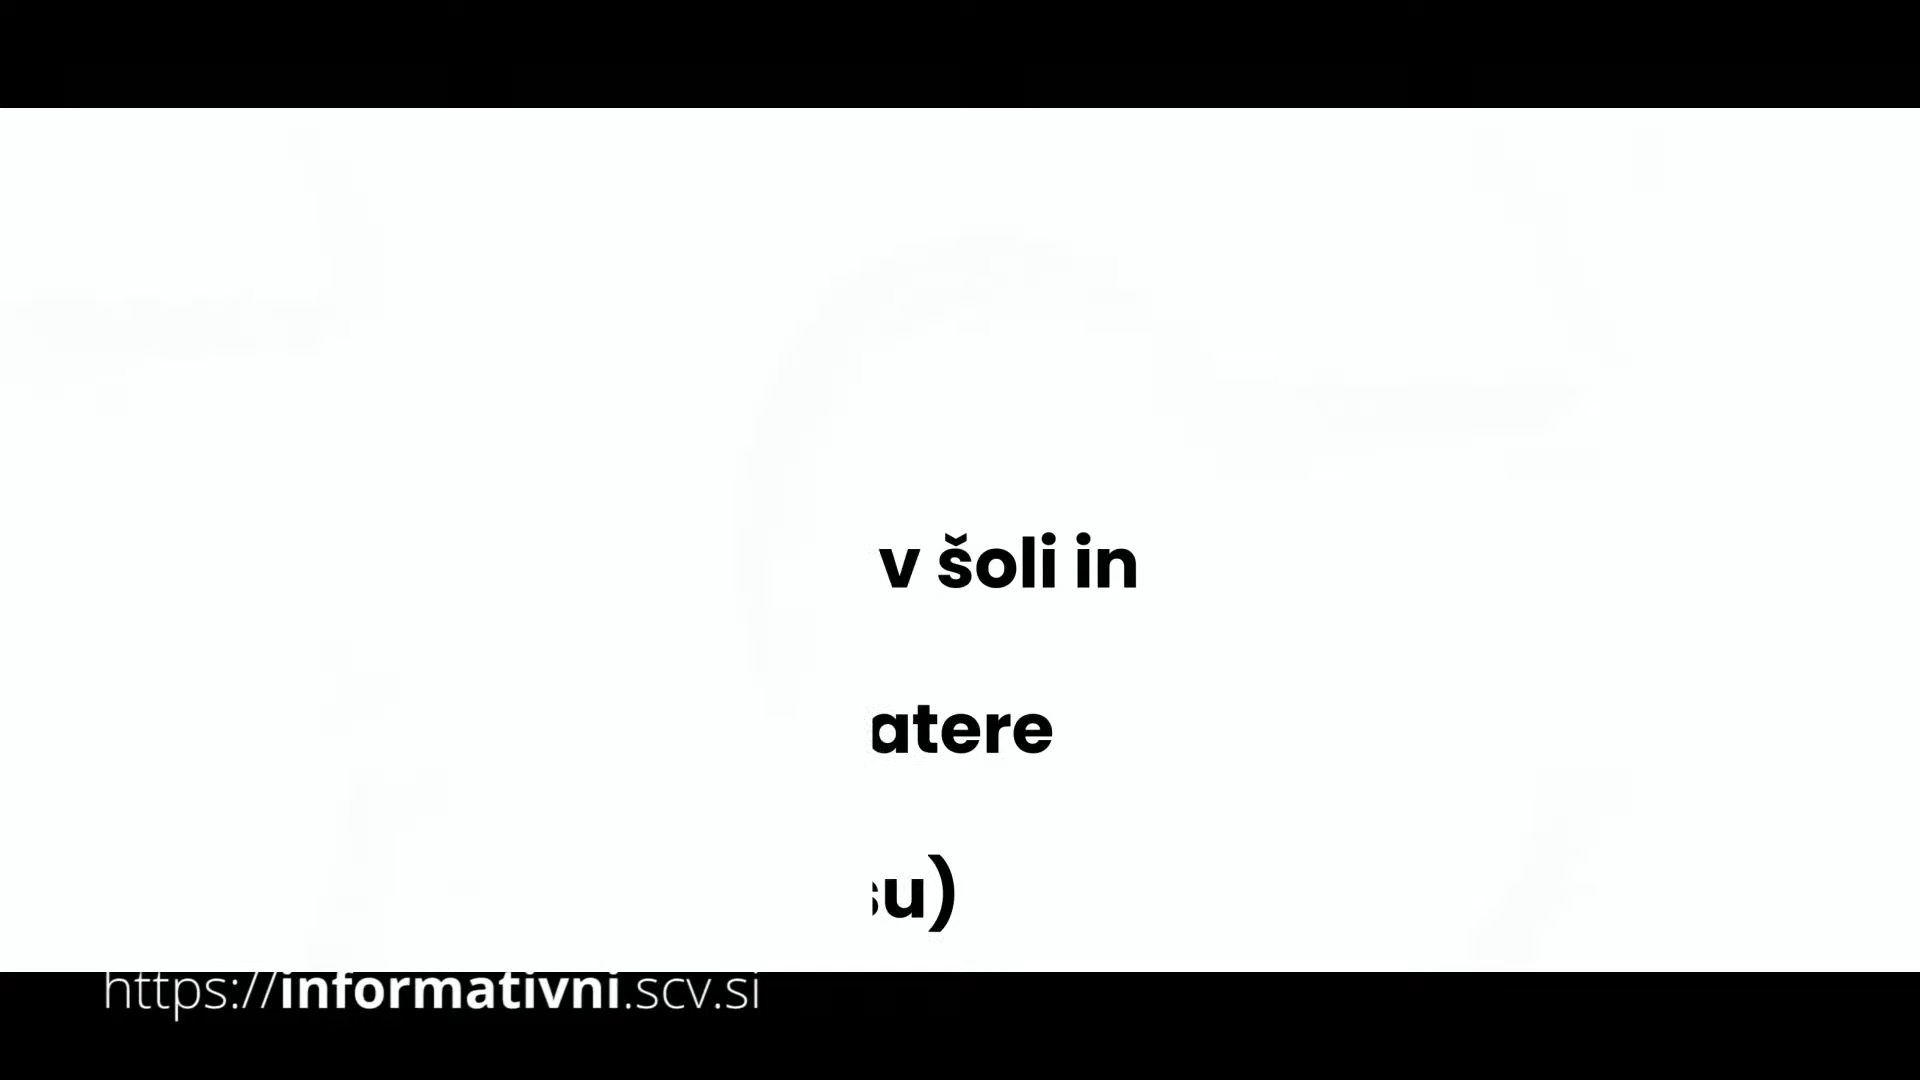 v šoli in
atere
su)
https://informativni.scv.si